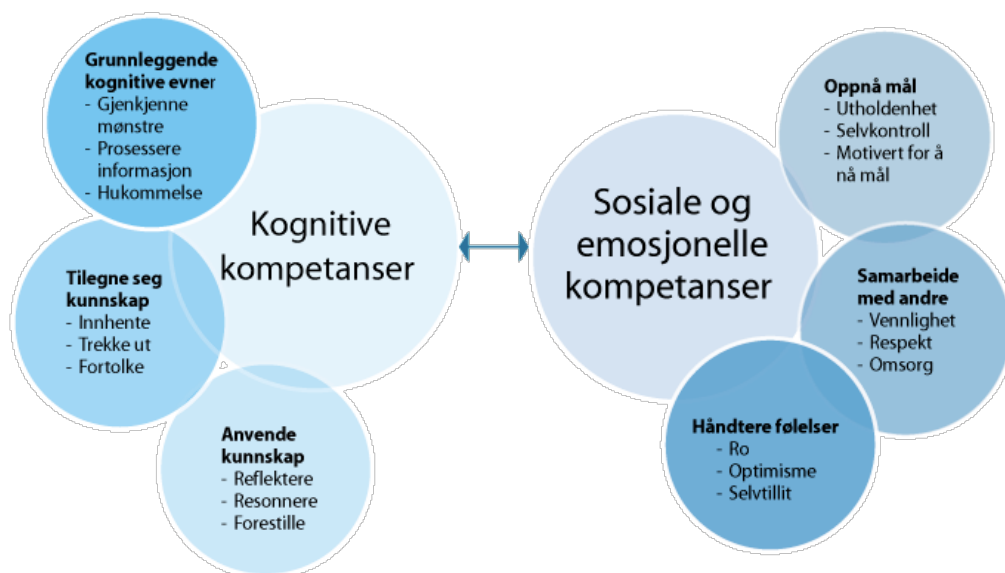 Grunnleggende
kognitive evner
- Gjenkjenne
mønstre
- Prosessere
informasjon
- Hukommelse
Kognitive
kompetanser
Tilegne seg
kunnskap
- Innhente
- Trekke ut
- Fortolke
Anvende
kunnskap
- Reflektere
- Resonnere
- Forestille
Sosiale og
emosjonelle
kompetanser
Oppnå mål
- Utholdenhet
- Selvkontroll
- Motivert for å
nå mål
Samarbeide
med andre
- Vennlighet
- Respekt
- Omsorg
Håndtere følelser
- Ro
- Optimisme
- Selvtillit